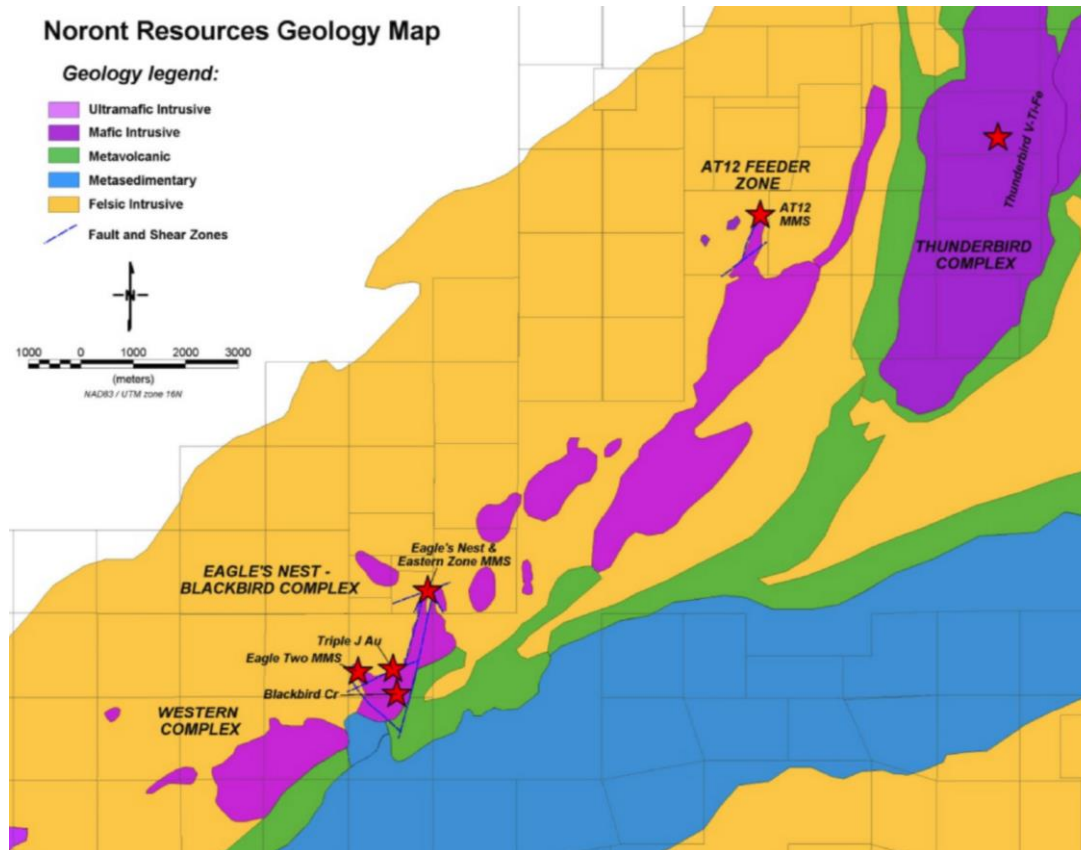 Noront Resources Geology Map
Geology legend:
Ultramafic Intrusive
Mafic Intrusive
Metavolcanic
Metasedimentary
Felsic Intrusive
Fault and Shear Zones
N
1000 0 1000 2000 3000
(meters)
NAD83 / UTM zone 16N
AT12 FEEDER
ZONE
AT12
MMS
Thunderbird V-Ti-Fe
THUNDERBIRD
COMPLEX
Eagle's Nest &
Eastern Zone MMS
EAGLE'S NEST -
BLACKBIRD COMPLEX
Triple J Au
Eagle Two MMS
Blackbird Cr
WESTERN
COMPLEX